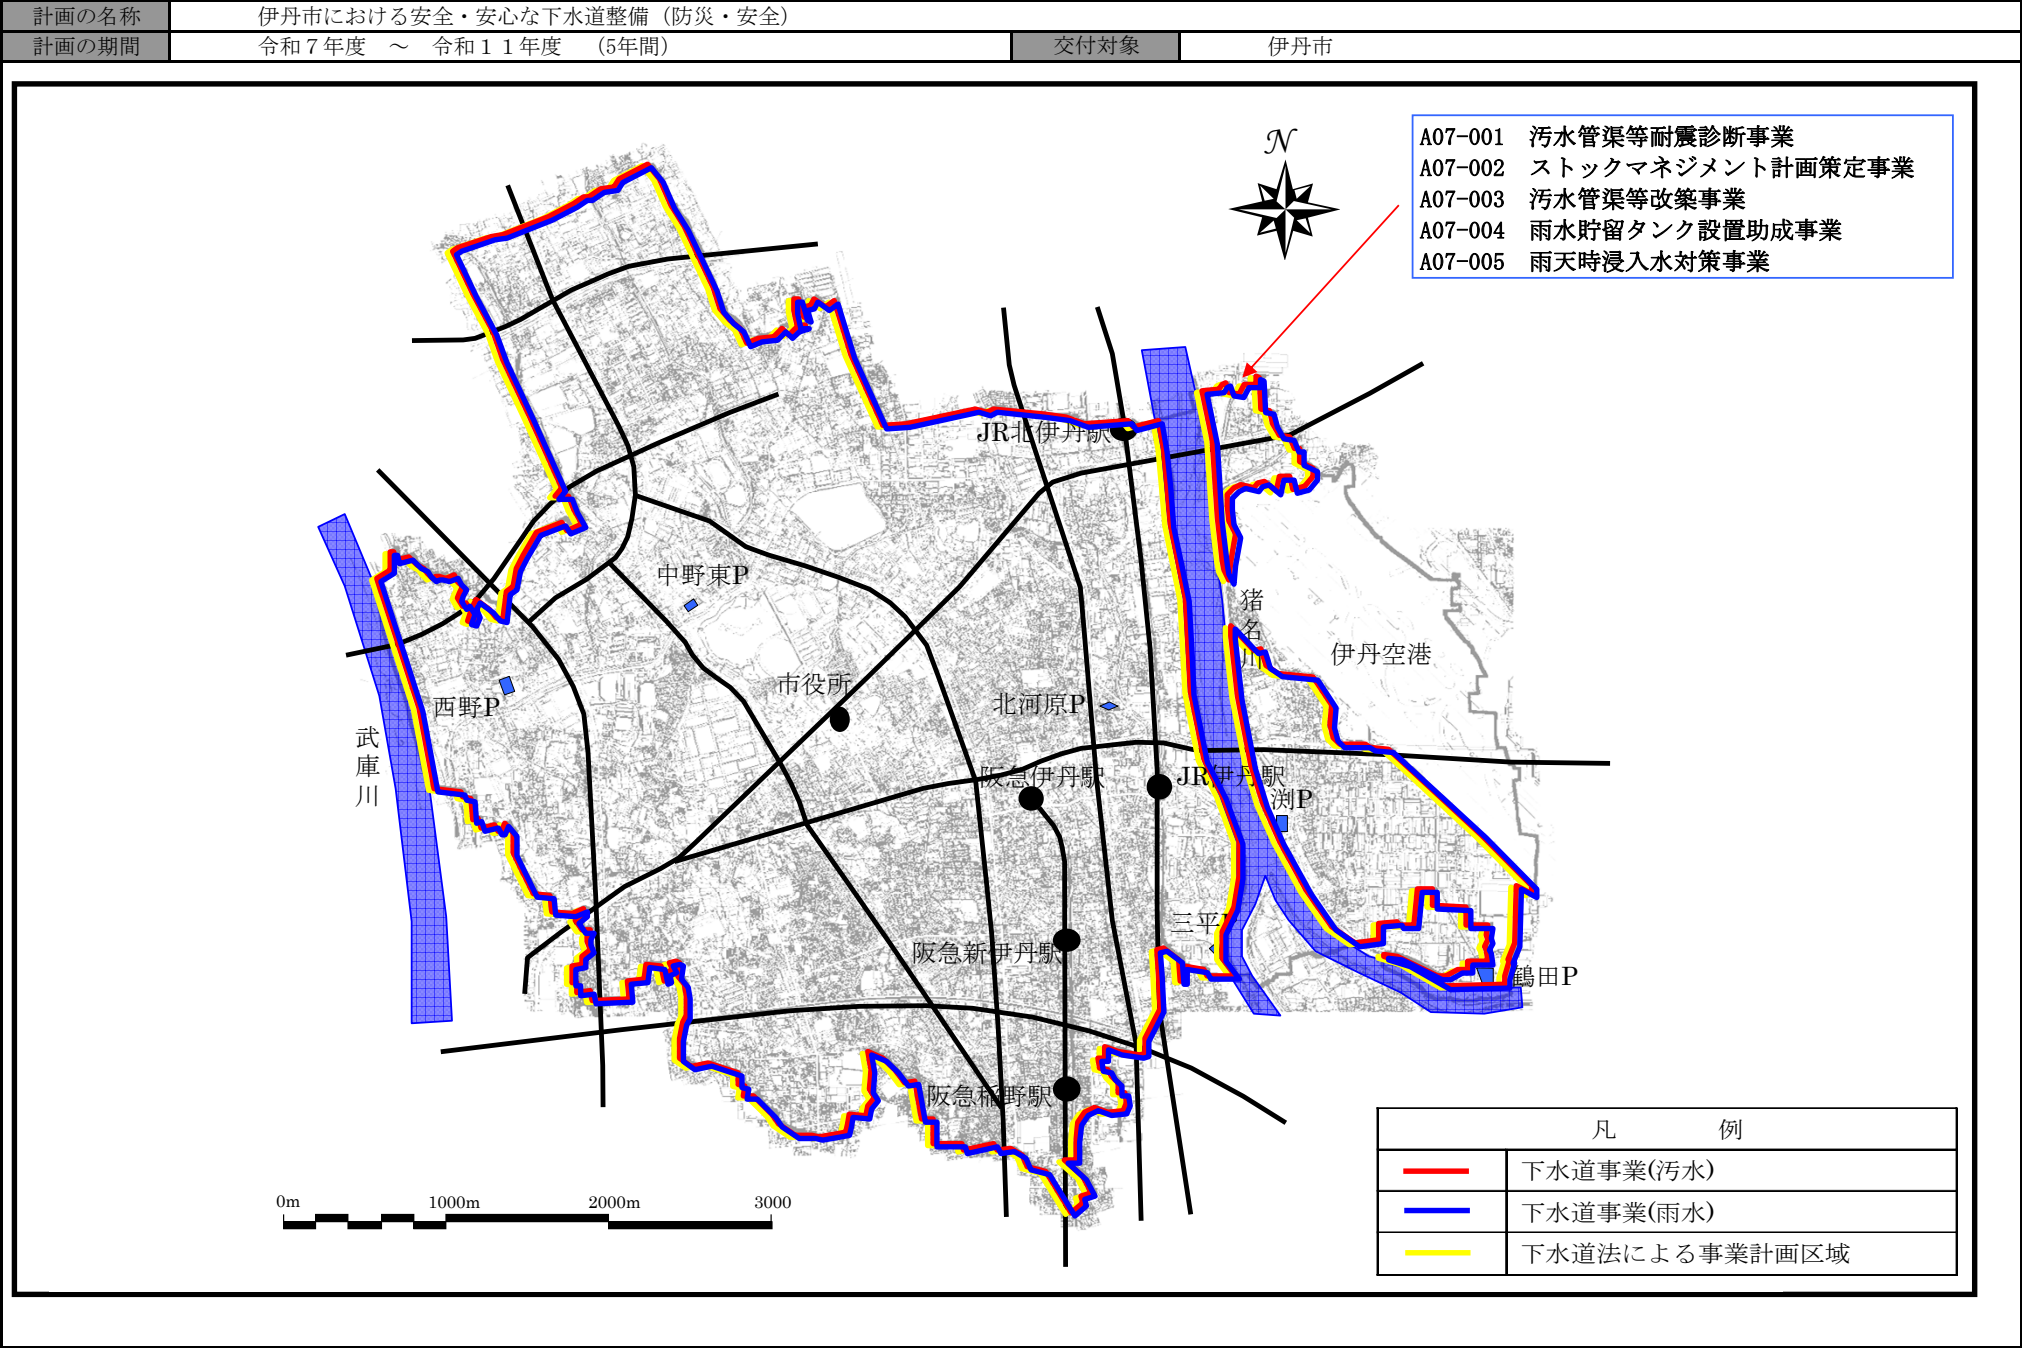 計画の名称 伊丹市における安全・安心な下水道整備（防災・安全）
計画の期間 令和７年度 ～ 令和１１年度 （5年間） 交付対象 伊丹市
N
A07-001 汚水管渠等耐震診断事業
A07-002 ストックマネジメント計画策定事業
A07-003 汚水管渠等改築事業
A07-004 雨水貯留タンク設置助成事業
A07-005 雨天時浸入水対策事業
JR北伊丹駅
中野東P
猪名川
伊丹空港
市役所
北河原P
西野P
武庫川
阪急伊丹駅
JR伊丹駅
渕P
三平
阪急新伊丹駅
鶴田P
阪急稲野駅
0m 1000m 2000m 3000
凡 例
下水道事業(汚水)
下水道事業(雨水)
下水道法による事業計画区域